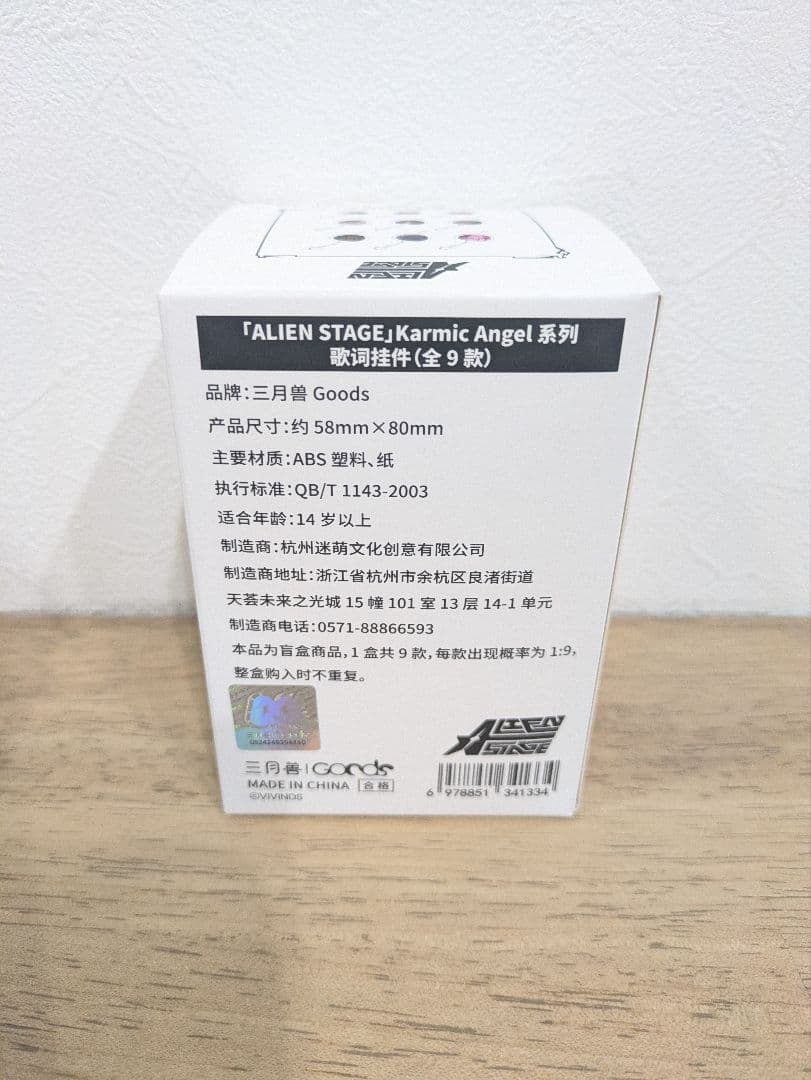 ALIEN STAGE
「ALIEN STAGE」Karmic Angel 系列
歌词挂件(全 9 款)
品牌:三月兽 Goods
产品尺寸:约 58mm×80mm
主要材质:ABS 塑料、纸
执行标准:QB/T 1143-2003
适合年龄:14 岁以上
制造商:杭州迷萌文化创意有限公司
制造商地址:浙江省杭州市余杭区良渚街道
天荟未来之光城 15 幢 101 室 13 层 14-1 单元
制造商电话:0571-88866593
本品为盲盒商品,1 盒共 9 款,每款出现概率为 1:9,
整盒购入时不重复。
ALIEN
STAGE
三月兽 | Goods
MADE IN CHINA 合格
©VIVINOS
6 978851 341334